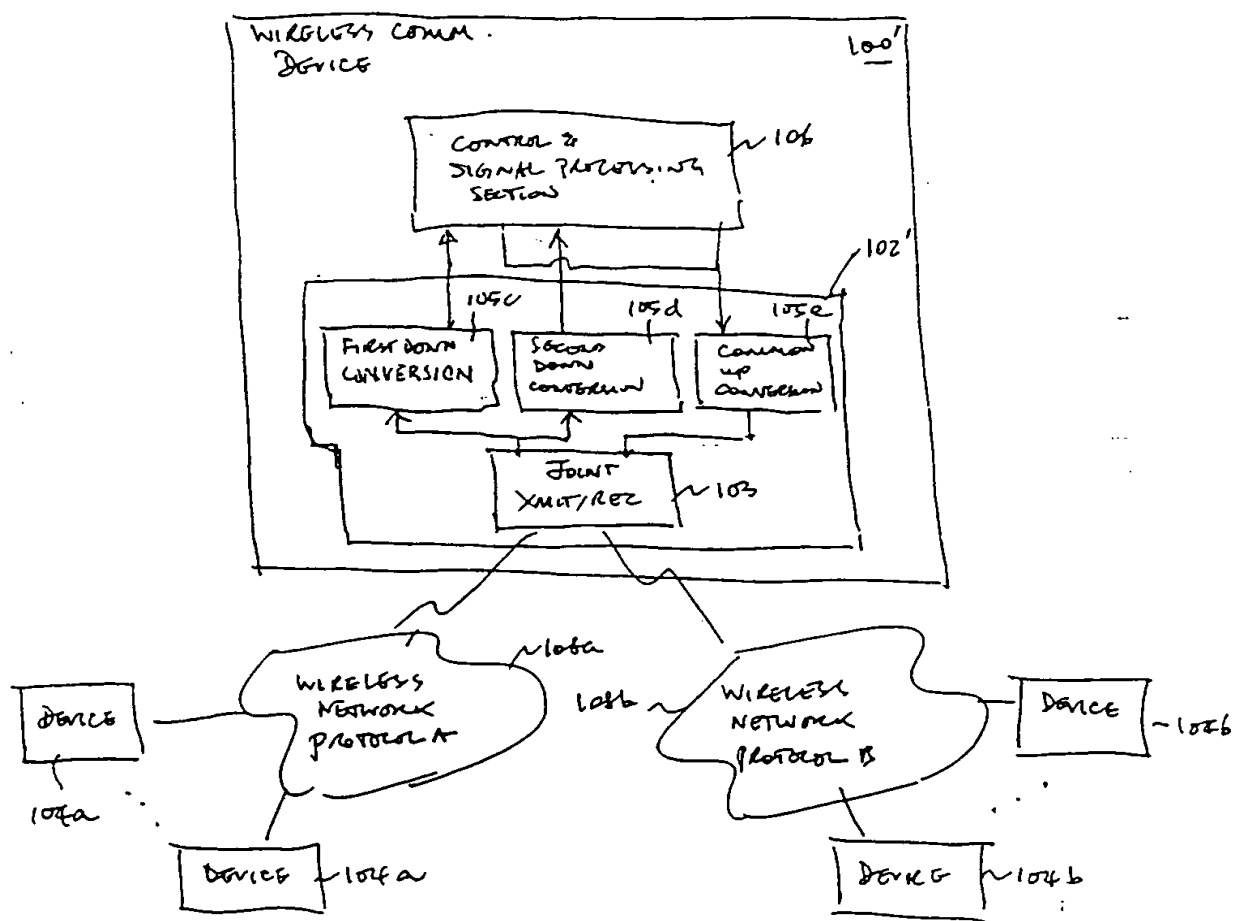 WIRELESS COMM.
DEVICE
100'
CONTROL &
SIGNAL PROCESSING
SECTION
106
102'
105c
105d
105e
FIRST DOWN
CONVERSION
SECOND
DOWN
CONVERSION
COMMON
UP
CONVERSION
JOINT
XMIT/REC
103
108a
108b
WIRELESS
NETWORK
PROTOCOL A
WIRELESS
NETWORK
PROTOCOL B
DEVICE
104a
DEVICE
104b
DEVICE
104a
DEVICE
104b